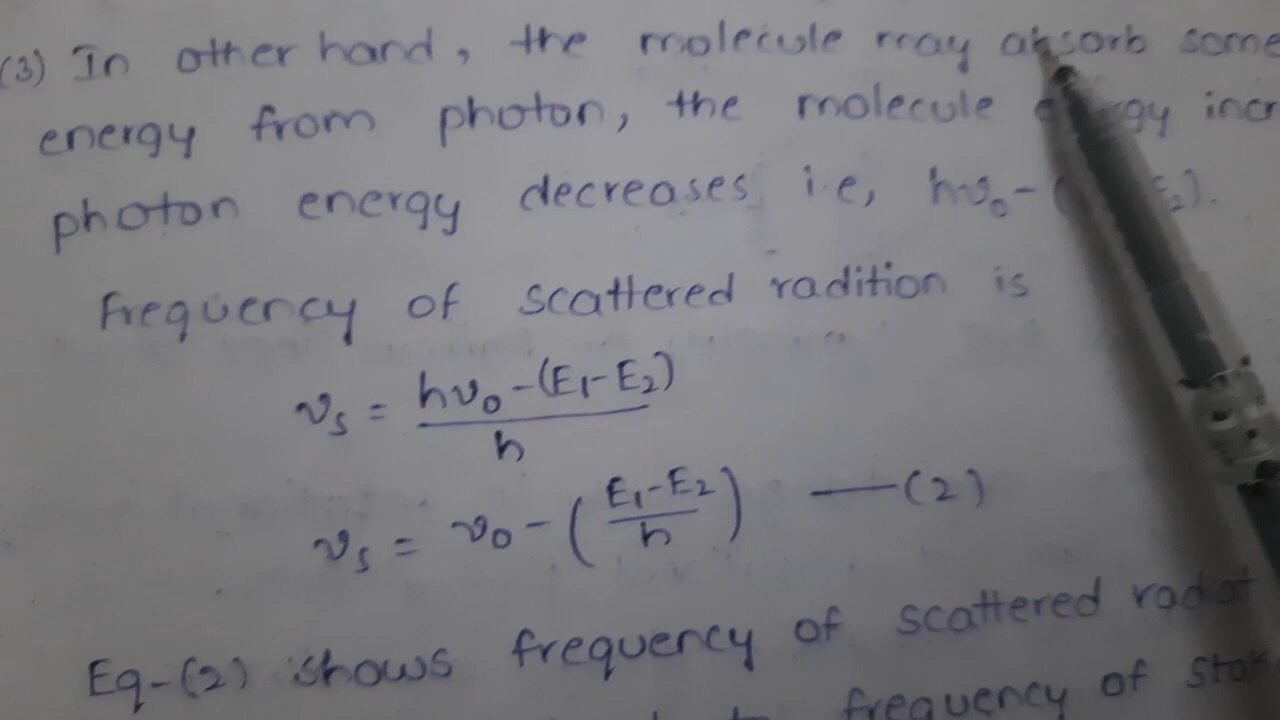 (3) In other hand, the molecule may absorb some
energy from photon, the molecule
photon energy decreases i.e, hν₀-
frequency of scattered radition is
νs = hν₀-(E₁-E₂)
h
νs = ν₀ - (E₁-E₂/h) —(2)
Eq-(2) shows frequency of scattered
frequency of